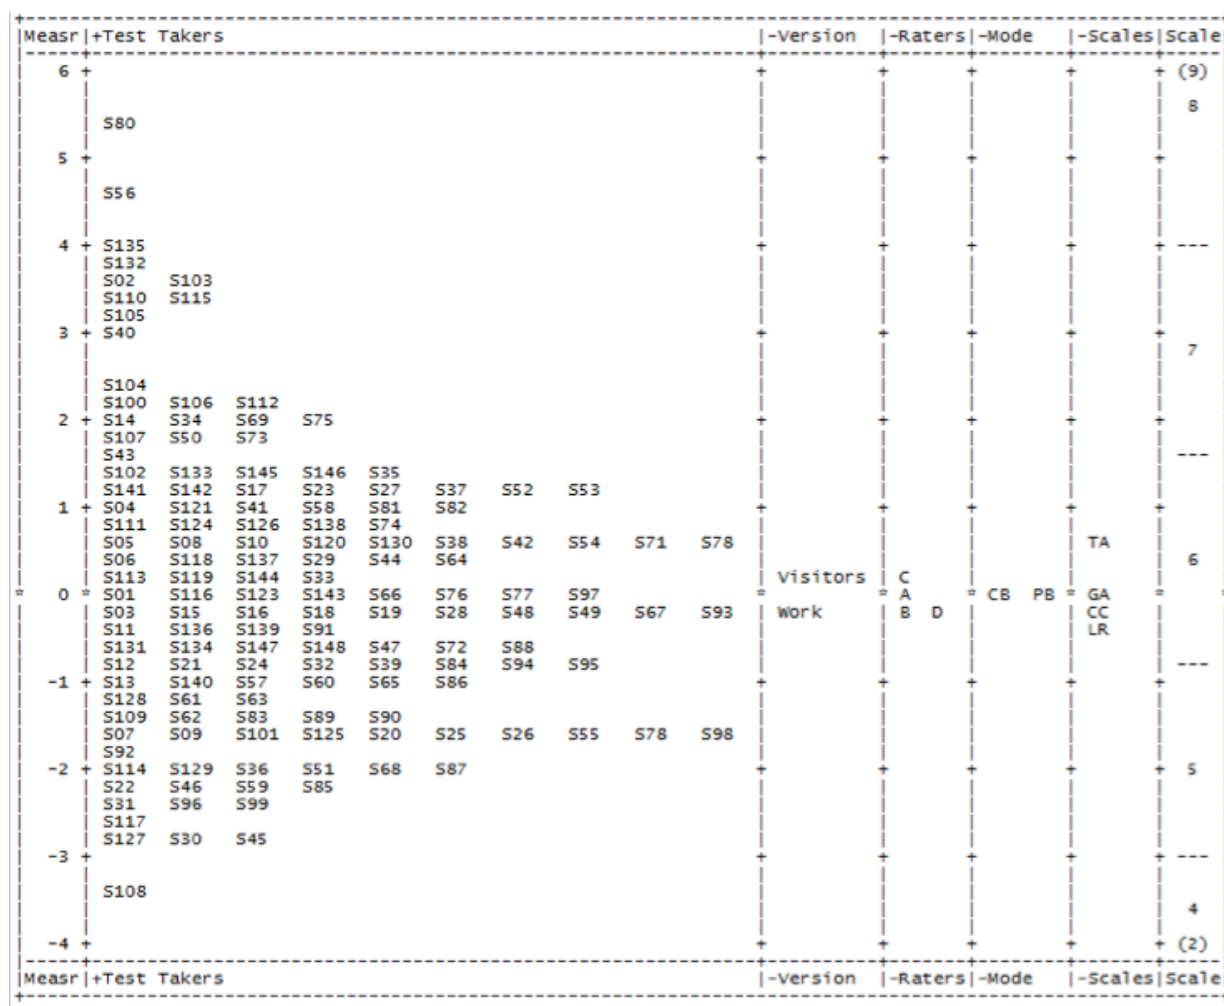 Measr|+Test Takers |-Version |-Raters|-Mode |-Scales|Scale
6 + + + + + + (9)
8
S80
5 + + + + + +
S56
4 + S135 + + + + + ---
S132
S02 S103
S110 S115
S105
3 + S40 + + + + +
7
S104
S100 S106 S112
2 + S14 S34 S69 S75 + + + + +
S107 S50 S73
S43 ---
S102 S133 S145 S146 S35
S141 S142 S17 S23 S27 S37 S52 S53
1 + S04 S121 S41 S58 S81 S82 + + + + +
S111 S124 S126 S138 S74
S05 S08 S10 S120 S130 S38 S42 S54 S71 S78 TA
S06 S118 S137 S29 S44 S64 6
S113 S119 S144 S33 Visitors C
* 0 * S01 S116 S123 S143 S66 S76 S77 S97 * * A * CB PB * GA * *
S03 S15 S16 S18 S19 S28 S48 S49 S67 S93 Work B D CC
S11 S136 S139 S91 LR
S131 S134 S147 S148 S47 S72 S88
S12 S21 S24 S32 S39 S84 S94 S95 ---
-1 + S13 S140 S57 S60 S65 S86 + + + + +
S128 S61 S63
S109 S62 S83 S89 S90
S07 S09 S101 S125 S20 S25 S26 S55 S78 S98
S92
-2 + S114 S129 S36 S51 S68 S87 + + + + + 5
S22 S46 S59 S85
S31 S96 S99
S117
S127 S30 S45
-3 + + + + + + ---
S108
4
-4 + + + + + + (2)
Measr|+Test Takers |-Version |-Raters|-Mode |-Scales|Scale